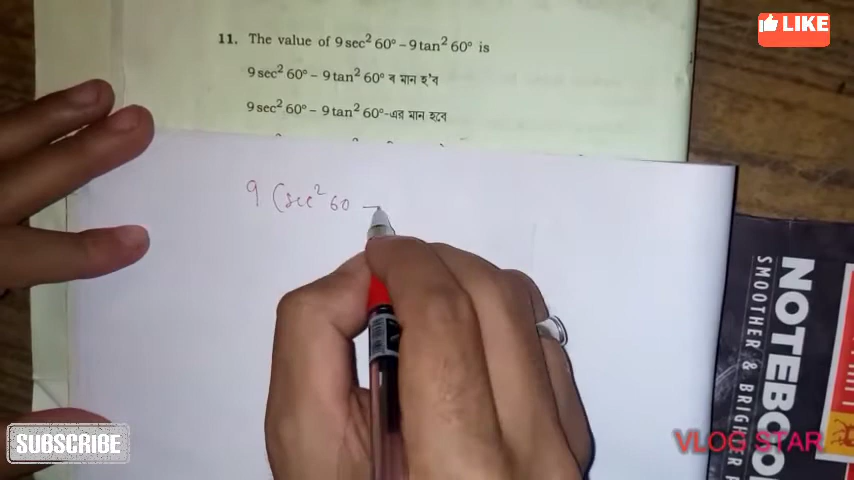 LIKE
11. The value of 9 sec² 60° – 9 tan² 60° is
9 sec² 60° – 9 tan² 60° ৰ মান হ'ব
9 sec² 60° – 9 tan² 60°-এর মান হবে
9 (sec² 60 –
NOTEBOO
SMOOTHER & BRIGHTER
SUBSCRIBE
VLOG STAR